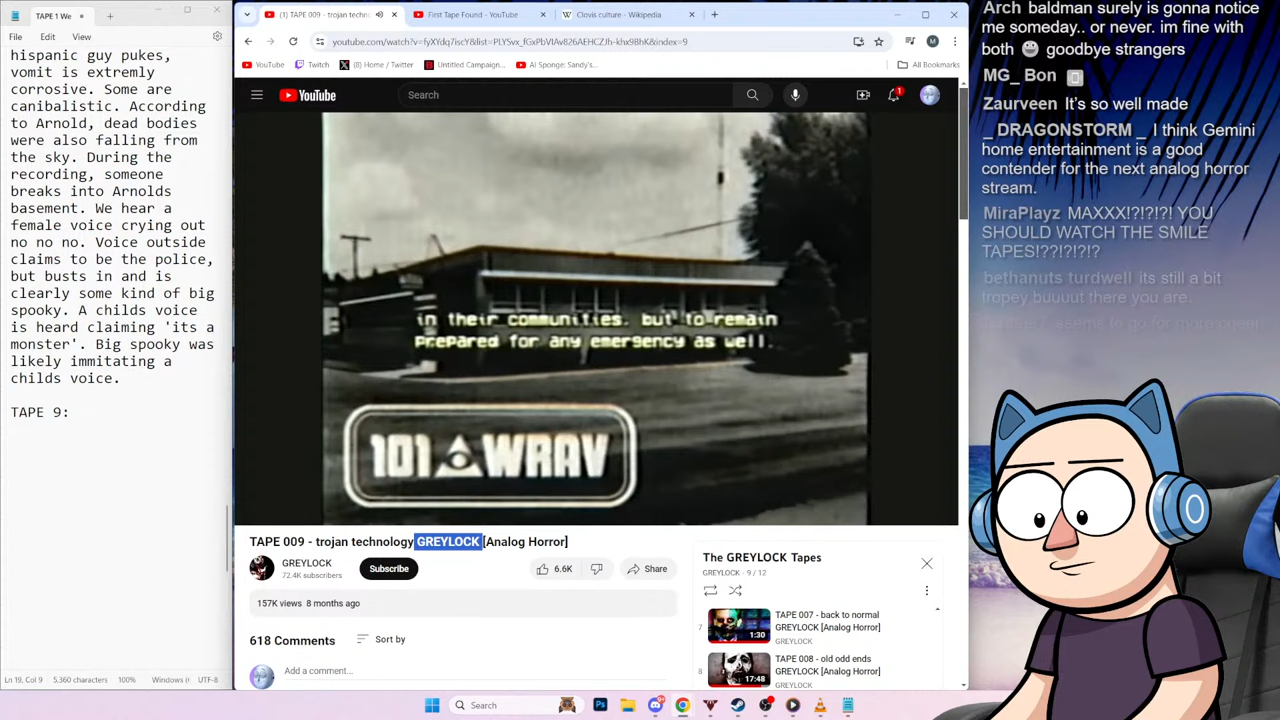 TAPE 1 We
File
Edit
View
hispanic guy pukes,
vomit is extremly
corrosive. Some are
canibalistic. According
to Arnold, dead bodies
were also falling from
the sky. During the
recording, someone
breaks into Arnolds
basement. We hear a
female voice crying out
no no no. Voice outside
claims to be the police,
but busts in and is
clearly some kind of big
spooky. A childs voice
is heard claiming 'its a
monster'. Big spooky was
likely immitating a
childs voice.
TAPE 9:
Ln 19, Col 9
5,360 characters
100%
Windows (
UTF-8
(1) TAPE 009 - trojan techn
First Tape Found - YouTube
Clovis culture - Wikipedia
youtube.com/watch?v=fyXYdq7iscY&list=PLYSvx_fGxPbVIAv826AEHCZJh-khx9BhK&index=9
M
YouTube
Twitch
(8) Home / Twitter
Untitled Campaign...
AI Sponge: Sandy's...
All Bookmarks
YouTube
Search
1
in their communities. but to remain
prepared for any emergency as well.
101 WRAV
TAPE 009 - trojan technology GREYLOCK [Analog Horror]
GREYLOCK
72.4K subscribers
Subscribe
6.6K
Share
157K views 8 months ago
618 Comments
Sort by
Add a comment...
The GREYLOCK Tapes
GREYLOCK - 9 / 12
7
1:30
TAPE 007 - back to normal
GREYLOCK [Analog Horror]
GREYLOCK
8
17:48
TAPE 008 - old odd ends
GREYLOCK [Analog Horror]
GREYLOCK
Search
Arch baldman surely is gonna notice
me someday.. or never. im fine with
both goodbye strangers
MG_Bon
Zaurveen It's so well made
_DRAGONSTORM_ I think Gemini
home entertainment is a good
contender for the next analog horror
stream.
MiraPlayz MAXXX!?!?!?! YOU
SHOULD WATCH THE SMILE
TAPES!??!?!?!?
bethanuts turdwell its still a bit
tropey buuuut there you are.